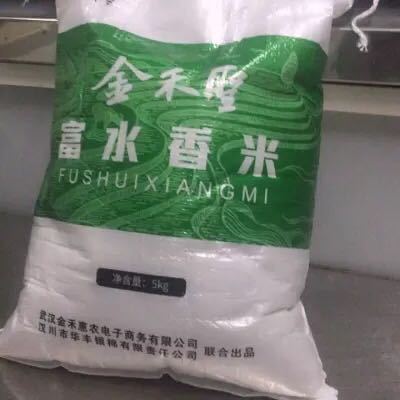 金禾圣
富水香米
FUSHUIXIANGMI
净含量：5kg
武汉金禾惠农电子商务有限公司
汉川市华丰银棉有限责任公司 联合出品